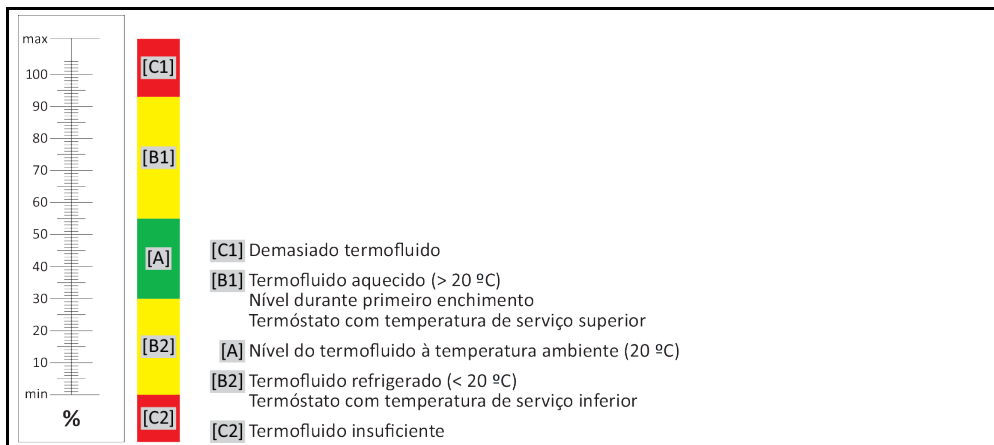 max
100
90
80
70
60
50
40
30
20
10
min
%
[C1]
[B1]
[A]
[B2]
[C2]
[C1] Demasiado termofluido
[B1] Termofluido aquecido (> 20 ºC)
Nível durante primeiro enchimento
Termóstato com temperatura de serviço superior
[A] Nível do termofluido à temperatura ambiente (20 ºC)
[B2] Termofluido refrigerado (< 20 ºC)
Termóstato com temperatura de serviço inferior
[C2] Termofluido insuficiente